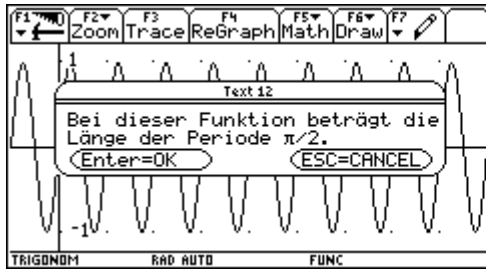 F1 F2 F3 F4 F5 F6 F7
Zoom Trace ReGraph Math Draw
1
Text 12
Bei dieser Funktion beträgt die
Länge der Periode π/2.
Enter=OK ESC=CANCEL
-1
TRIGONOM RAD AUTO FUNC